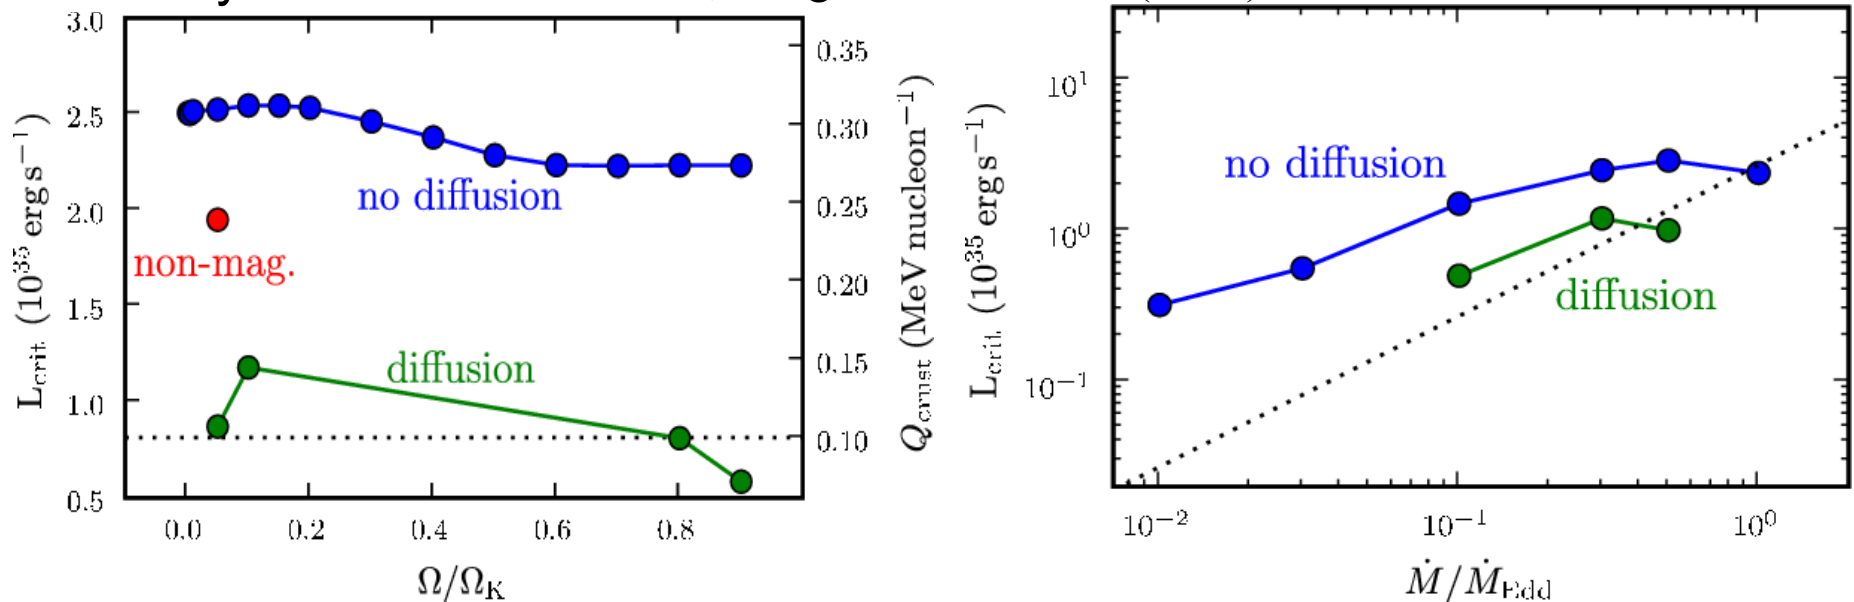 3.0
2.5
2.0
1.5
1.0
0.5
L_crit. (10^35 erg s^−1)
no diffusion
non-mag.
diffusion
0.35
0.30
0.25
0.20
0.15
0.10
Q_crust (MeV nucleon^−1)
0.0 0.2 0.4 0.6 0.8
Ω/Ω_K
10^1
10^0
10^−1
L_crit. (10^35 erg s^−1)
no diffusion
diffusion
10^−2 10^−1 10^0
Ṁ/Ṁ_Edd